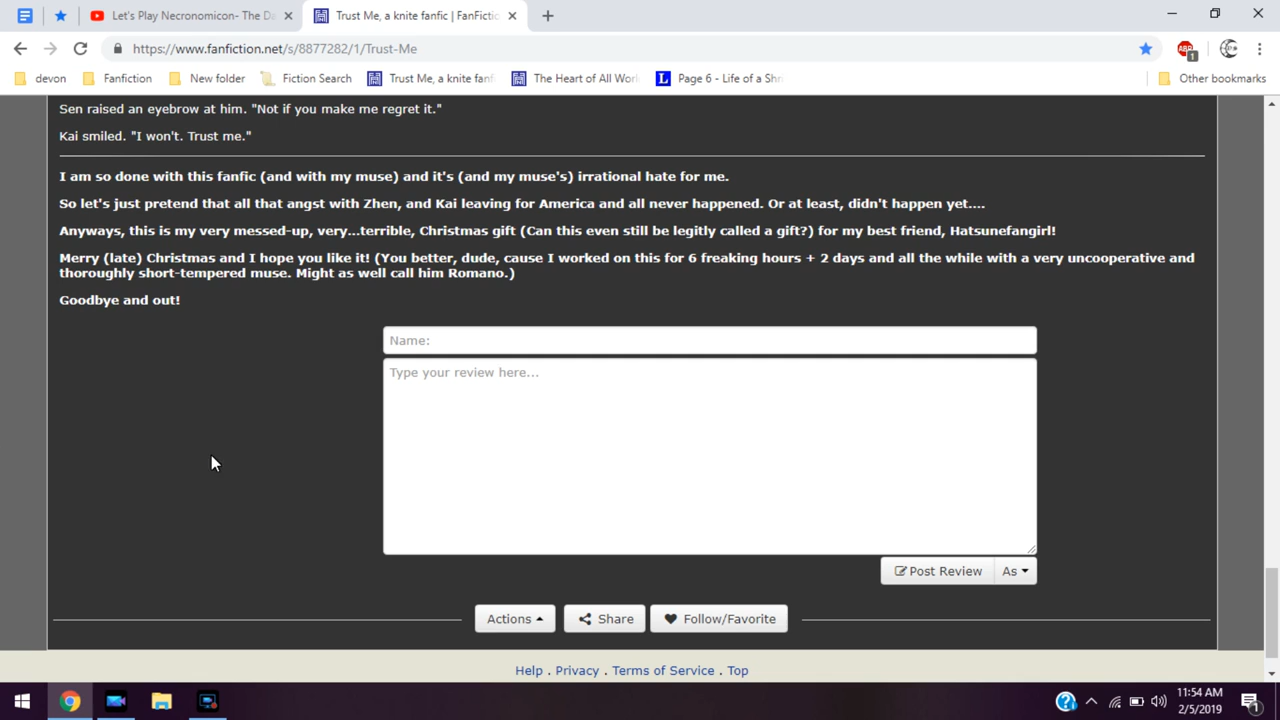 Let's Play Necronomicon- The Da
Trust Me, a knite fanfic | FanFictic
https://www.fanfiction.net/s/8877282/1/Trust-Me
ABP
1
devon
Fanfiction
New folder
Fiction Search
Trust Me, a knite fanf
The Heart of All Wor
L
Page 6 - Life of a Shr
Other bookmarks
Sen raised an eyebrow at him. "Not if you make me regret it."
Kai smiled. "I won't. Trust me."
I am so done with this fanfic (and with my muse) and it's (and my muse's) irrational hate for me.
So let's just pretend that all that angst with Zhen, and Kai leaving for America and all never happened. Or at least, didn't happen yet....
Anyways, this is my very messed-up, very...terrible, Christmas gift (Can this even still be legitly called a gift?) for my best friend, Hatsunefangirl!
Merry (late) Christmas and I hope you like it! (You better, dude, cause I worked on this for 6 freaking hours + 2 days and all the while with a very uncooperative and
thoroughly short-tempered muse. Might as well call him Romano.)
Goodbye and out!
Name:
Type your review here...
Post Review
As
Actions
Share
Follow/Favorite
Help . Privacy . Terms of Service . Top
11:54 AM
2/5/2019
1